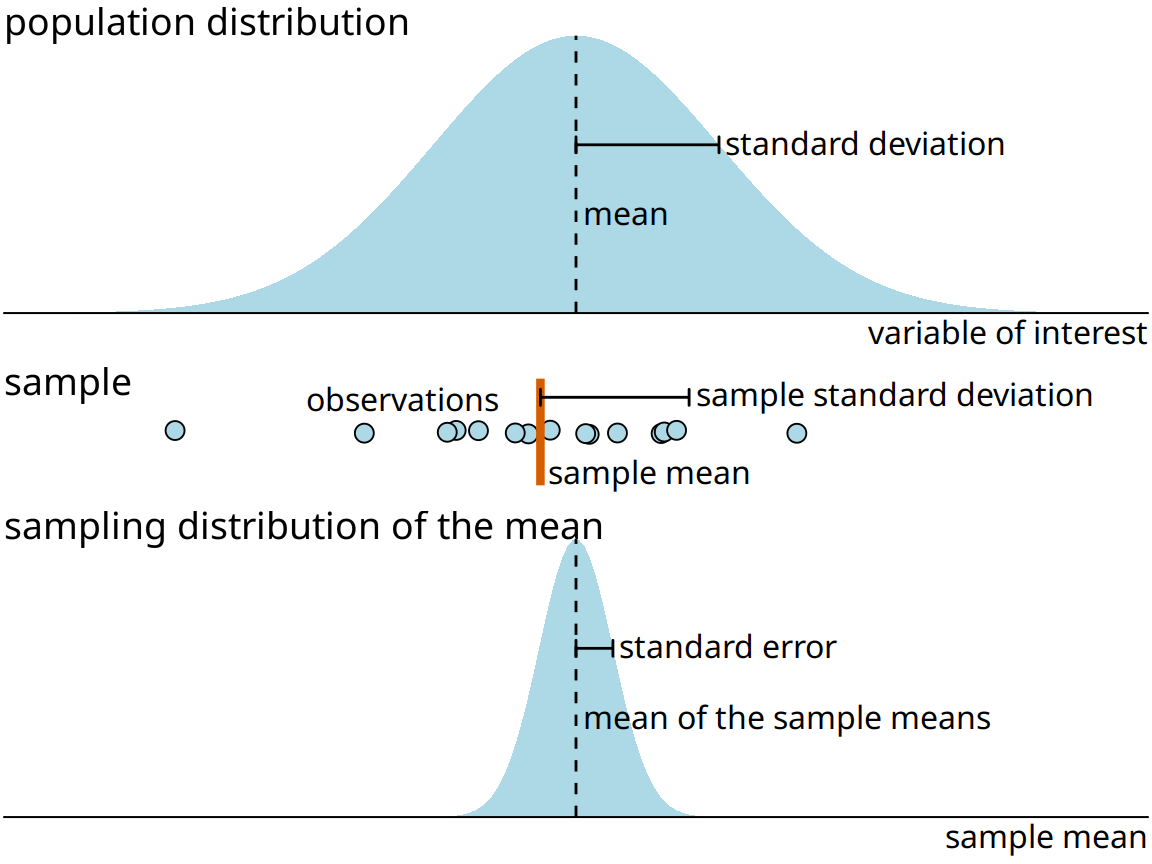 population distribution
standard deviation
mean
variable of interest
sample
observations
sample standard deviation
sample mean
sampling distribution of the mean
standard error
mean of the sample means
sample mean